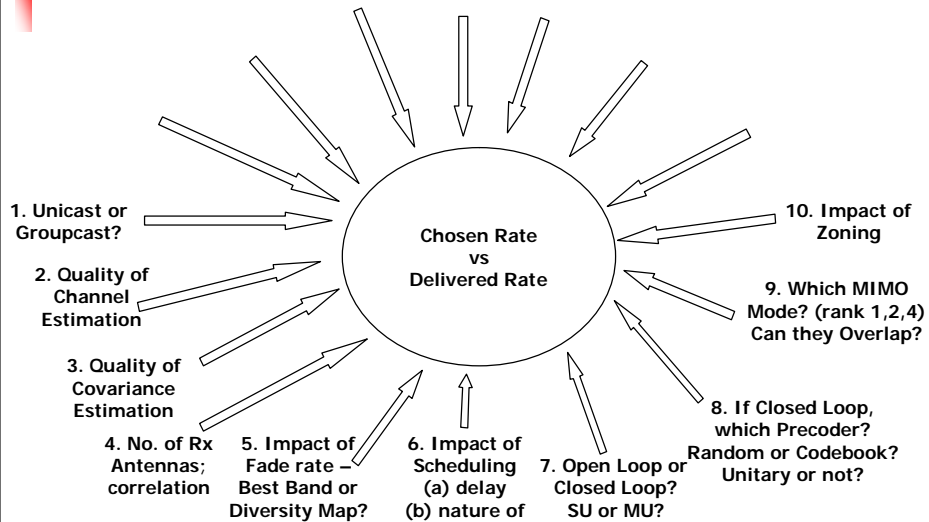 Chosen Rate
vs
Delivered Rate
1. Unicast or
Groupcast?
2. Quality of
Channel
Estimation
3. Quality of
Covariance
Estimation
4. No. of Rx
Antennas;
correlation
5. Impact of
Fade rate –
Best Band or
Diversity Map?
6. Impact of
Scheduling
(a) delay
(b) nature of
7. Open Loop or
Closed Loop?
SU or MU?
8. If Closed Loop,
which Precoder?
Random or Codebook?
Unitary or not?
9. Which MIMO
Mode? (rank 1,2,4)
Can they Overlap?
10. Impact of
Zoning